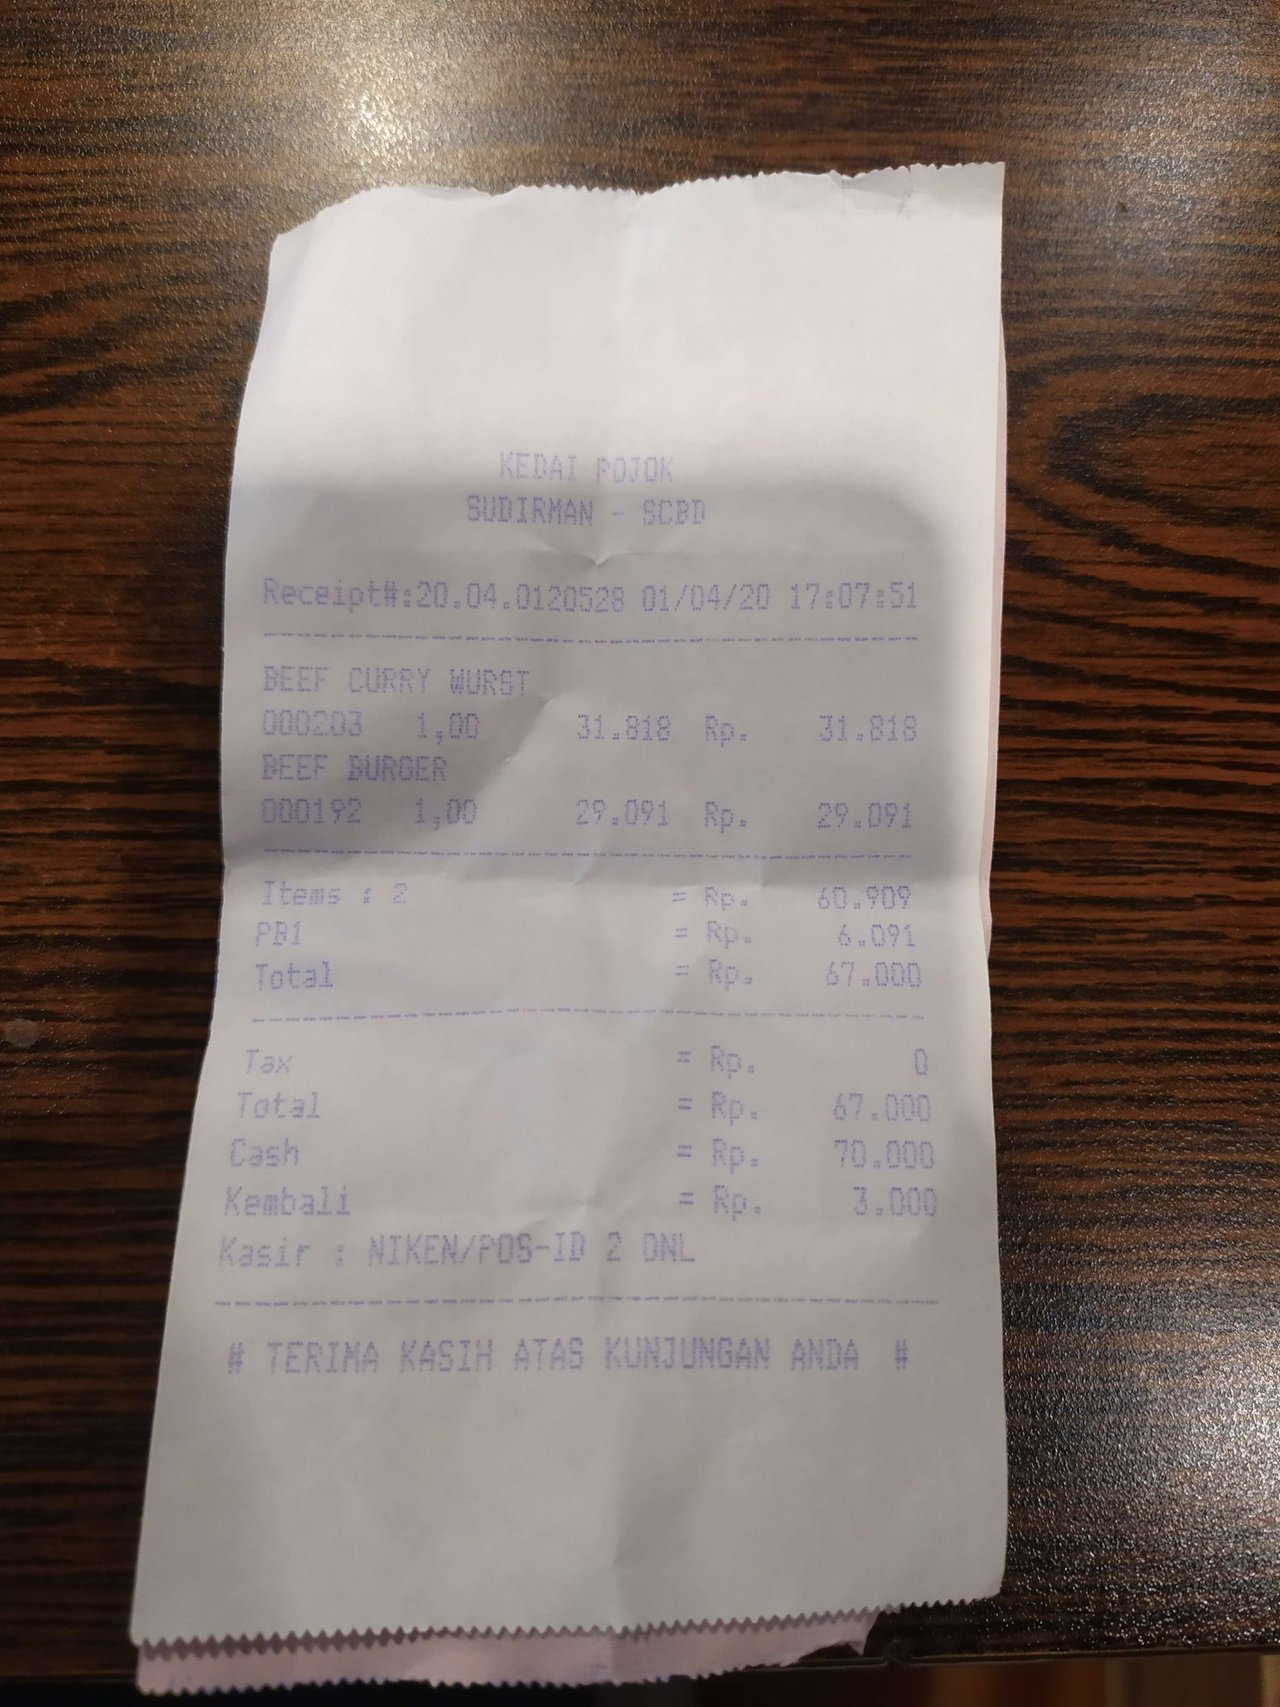 KEDAI POJOK
SUDIRMAN - SCBD
Receipt#:20.04.0120528 01/04/20 17:07:51
BEEF CURRY WURST
000203 1,00 31.818 Rp. 31.818
BEEF BURGER
000192 1,00 29.091 Rp. 29.091
Items : 2 = Rp. 60.909
PB1 = Rp. 6.091
Total = Rp. 67.000
Tax = Rp. 0
Total = Rp. 67.000
Cash = Rp. 70.000
Kembali = Rp. 3.000
Kasir : NIKEN/POS-ID 2 DNL
# TERIMA KASIH ATAS KUNJUNGAN ANDA #